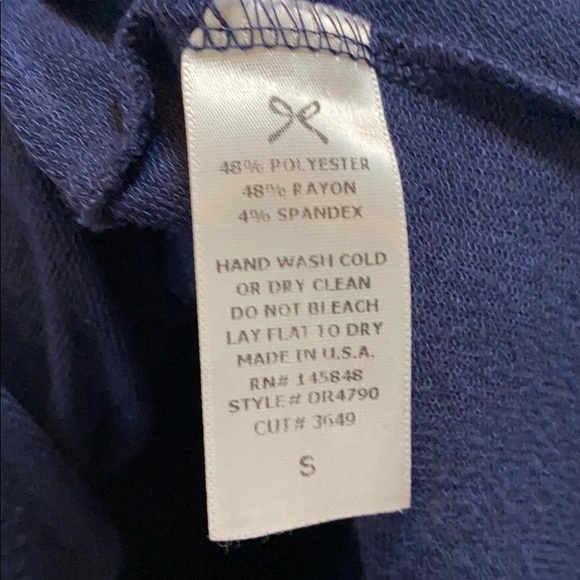 48% POLYESTER
48% RAYON
4% SPANDEX
HAND WASH COLD
OR DRY CLEAN
DO NOT BLEACH
LAY FLAT TO DRY
MADE IN U.S.A.
RN# 145848
STYLE# DR4790
CUT# 3649
S